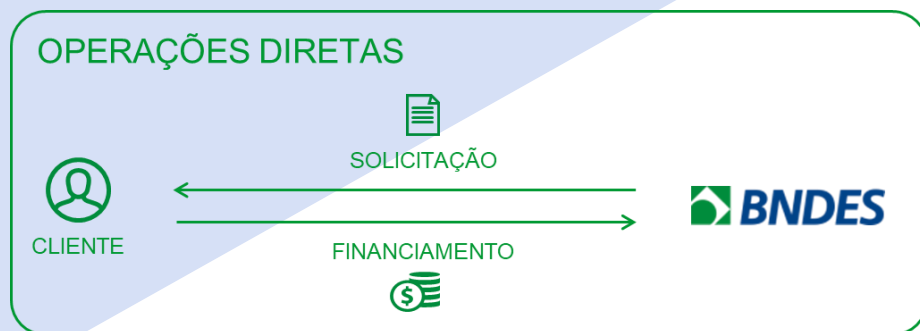 OPERAÇÕES DIRETAS
SOLICITAÇÃO
CLIENTE
BNDES
FINANCIAMENTO
$